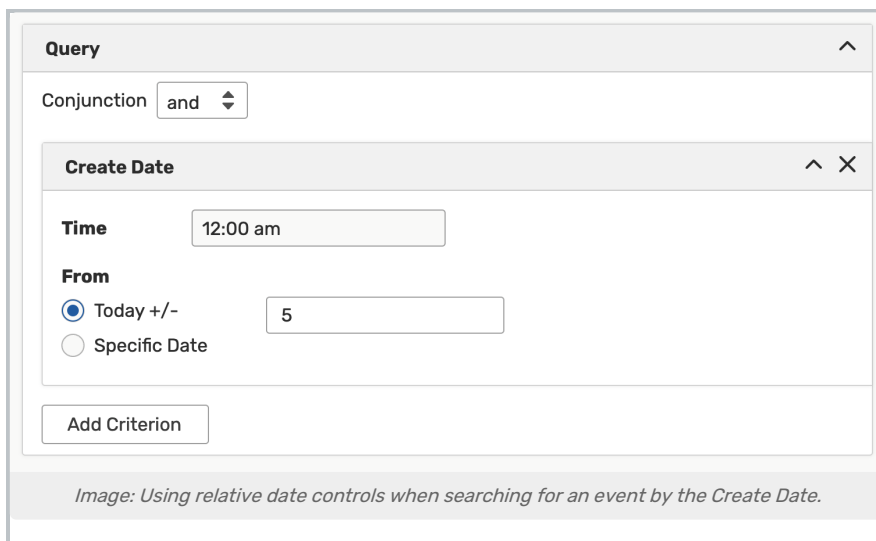 Query
Conjunction and
Create Date
Time 12:00 am
From
Today +/- 5
Specific Date
Add Criterion
Image: Using relative date controls when searching for an event by the Create Date.